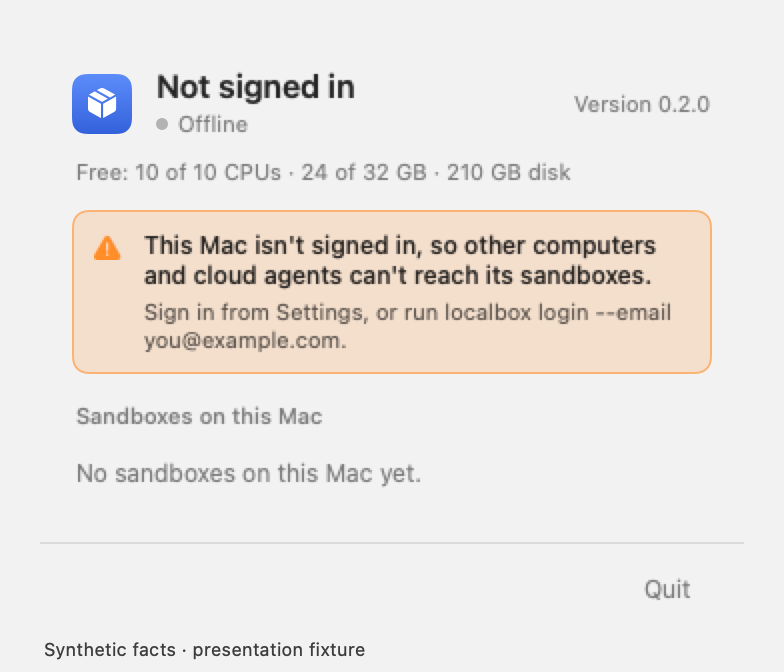 Not signed in
Offline
Version 0.2.0
Free: 10 of 10 CPUs · 24 of 32 GB · 210 GB disk
This Mac isn't signed in, so other computers
and cloud agents can't reach its sandboxes.
Sign in from Settings, or run localbox login --email
you@example.com.
Sandboxes on this Mac
No sandboxes on this Mac yet.
Quit
Synthetic facts · presentation fixture